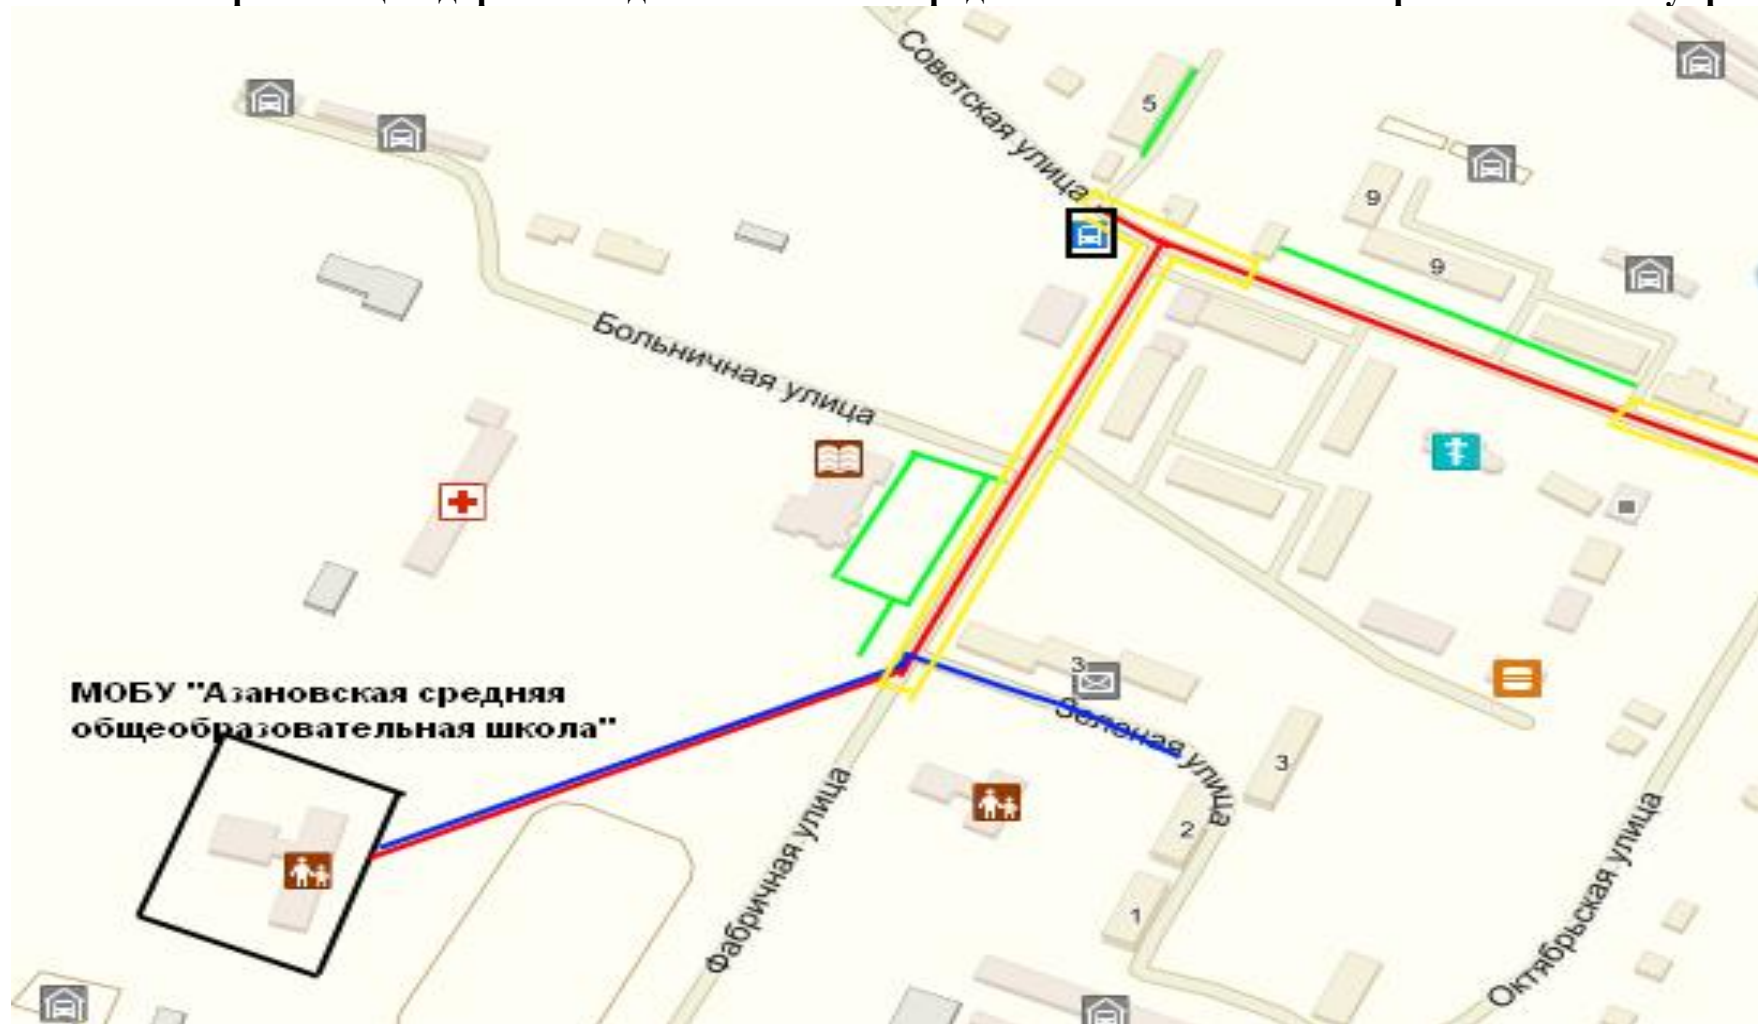 Советская улица
5
9
9
Больничная улица
МОБУ "Азановская средняя
общеобразовательная школа"
3
Зеленая улица
3
2
1
Фабричная улица
Октябрьская улица